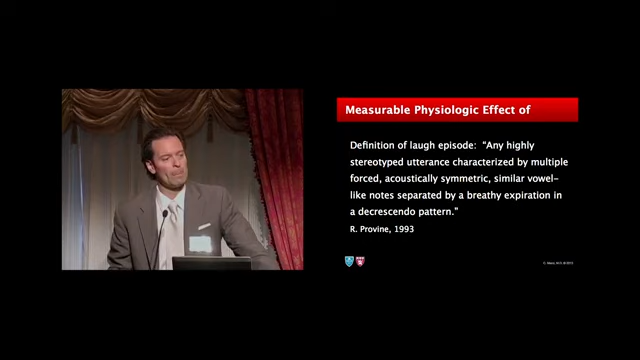 Measurable Physiologic Effect of
Definition of laugh episode: “Any highly
stereotyped utterance characterized by multiple
forced, acoustically symmetric, similar vowel-
like notes separated by a breathy expiration in
a decrescendo pattern.”
R. Provine, 1993